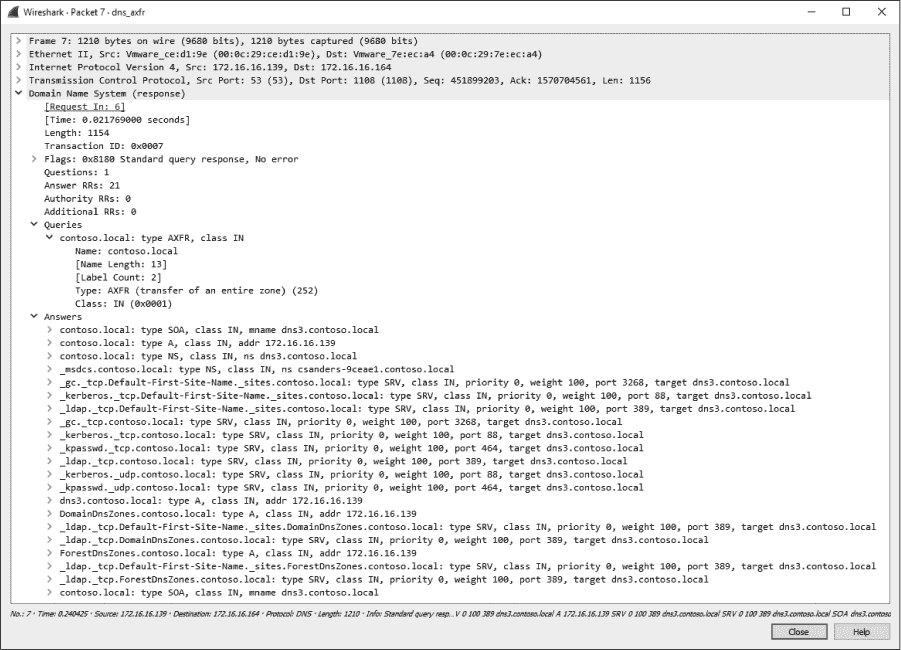 Wireshark · Packet 7 · dns_axfr
Frame 7: 1210 bytes on wire (9680 bits), 1210 bytes captured (9680 bits)
Ethernet II, Src: Vmware_ce:d1:9e (00:0c:29:ce:d1:9e), Dst: Vmware_7e:ec:a4 (00:0c:29:7e:ec:a4)
Internet Protocol Version 4, Src: 172.16.16.139, Dst: 172.16.16.164
Transmission Control Protocol, Src Port: 53 (53), Dst Port: 1108 (1108), Seq: 451899203, Ack: 1570704561, Len: 1156
Domain Name System (response)
[Request In: 6]
[Time: 0.021769000 seconds]
Length: 1154
Transaction ID: 0x0007
Flags: 0x8180 Standard query response, No error
Questions: 1
Answer RRs: 21
Authority RRs: 0
Additional RRs: 0
Queries
contoso.local: type AXFR, class IN
Name: contoso.local
[Name Length: 13]
[Label Count: 2]
Type: AXFR (transfer of an entire zone) (252)
Class: IN (0x0001)
Answers
contoso.local: type SOA, class IN, mname dns3.contoso.local
contoso.local: type A, class IN, addr 172.16.16.139
contoso.local: type NS, class IN, ns dns3.contoso.local
_msdcs.contoso.local: type NS, class IN, ns csanders-9ceae1.contoso.local
_gc._tcp.Default-First-Site-Name._sites.contoso.local: type SRV, class IN, priority 0, weight 100, port 3268, target dns3.contoso.local
_kerberos._tcp.Default-First-Site-Name._sites.contoso.local: type SRV, class IN, priority 0, weight 100, port 88, target dns3.contoso.local
_ldap._tcp.Default-First-Site-Name._sites.contoso.local: type SRV, class IN, priority 0, weight 100, port 389, target dns3.contoso.local
_gc._tcp.contoso.local: type SRV, class IN, priority 0, weight 100, port 3268, target dns3.contoso.local
_kerberos._tcp.contoso.local: type SRV, class IN, priority 0, weight 100, port 88, target dns3.contoso.local
_kpasswd._tcp.contoso.local: type SRV, class IN, priority 0, weight 100, port 464, target dns3.contoso.local
_ldap._tcp.contoso.local: type SRV, class IN, priority 0, weight 100, port 389, target dns3.contoso.local
_kerberos._udp.contoso.local: type SRV, class IN, priority 0, weight 100, port 88, target dns3.contoso.local
_kpasswd._udp.contoso.local: type SRV, class IN, priority 0, weight 100, port 464, target dns3.contoso.local
dns3.contoso.local: type A, class IN, addr 172.16.16.139
DomainDnsZones.contoso.local: type A, class IN, addr 172.16.16.139
_ldap._tcp.Default-First-Site-Name._sites.DomainDnsZones.contoso.local: type SRV, class IN, priority 0, weight 100, port 389, target dns3.contoso.local
_ldap._tcp.DomainDnsZones.contoso.local: type SRV, class IN, priority 0, weight 100, port 389, target dns3.contoso.local
ForestDnsZones.contoso.local: type A, class IN, addr 172.16.16.139
_ldap._tcp.Default-First-Site-Name._sites.ForestDnsZones.contoso.local: type SRV, class IN, priority 0, weight 100, port 389, target dns3.contoso.local
_ldap._tcp.ForestDnsZones.contoso.local: type SRV, class IN, priority 0, weight 100, port 389, target dns3.contoso.local
contoso.local: type SOA, class IN, mname dns3.contoso.local
No.: 7 · Time: 0.240425 · Source: 172.16.16.139 · Destination: 172.16.16.164 · Protocol: DNS · Length: 1210 · Info: Standard query resp...V 0 100 389 dns3.contoso.local A 172.16.16.139 SRV 0 100 389 dns3.contoso.local SRV 0 100 389 dns3.contoso.local SOA dns3.contoso
Close Help